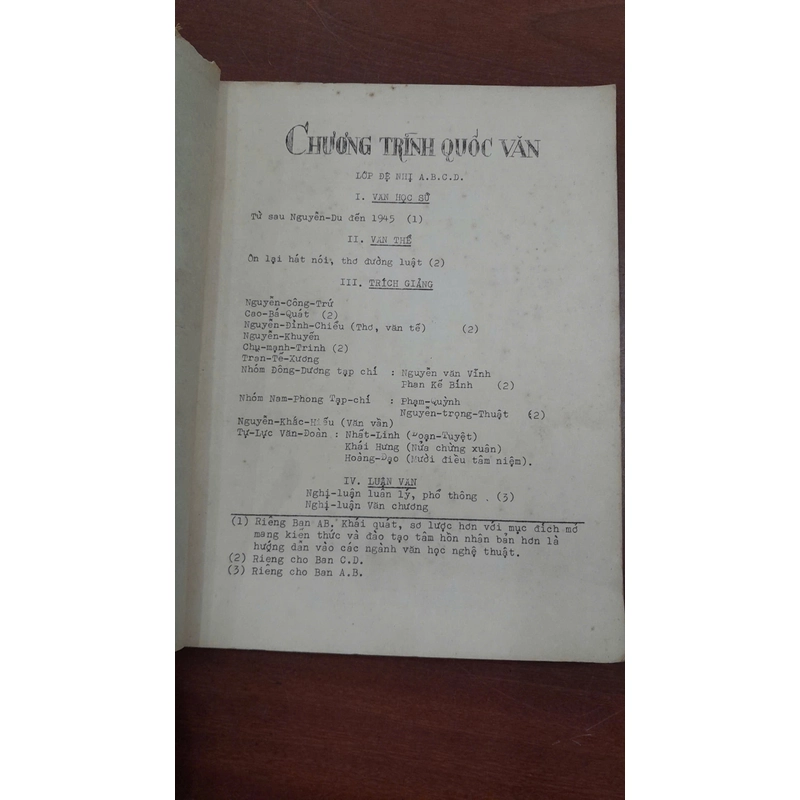 CHƯƠNG TRÌNH QUỐC VĂN
LỚP ĐỆ NHỊ A.B.C.D.
I. VĂN HỌC SỬ
Từ sau Nguyễn-Du đến 1945 (1)
II. VĂN THỂ
Ôn lại hát nói, thơ đường luật (2)
III. TRÍCH GIẢNG
Nguyễn-Công-Trứ
Cao-Bá-Quát (2)
Nguyễn-Đình-Chiểu (Thơ, văn tế) (2)
Nguyễn-Khuyến
Chu-mạnh-Trinh (2)
Trần-Tế-Xương
Nhóm Đông-Dương tạp chí : Nguyễn văn Vĩnh
Phan Kế Bính (2)
Nhóm Nam-Phong Tạp-chí : Phạm-Quỳnh
Nguyễn-trọng-Thuật (2)
Nguyễn-Khắc-Hiếu (Văn vần)
Tự-Lực Văn-Đoàn : Nhất-Linh (Đoạn-Tuyệt)
Khái Hưng (Nửa chừng xuân)
Hoàng-Đạo (Mười điều tâm niệm).
IV. LUẬN VĂN
Nghị-luận luân lý, phổ thông . (3)
Nghị-luận Văn chương
(1) Riêng Ban AB. Khái quát, sơ lược hơn với mục đích mở
mang kiến thức và đào tạo tâm hồn nhân bản hơn là
hướng dẫn vào các ngành văn học nghệ thuật.
(2) Riêng cho Ban C.D.
(3) Riêng cho Ban A.B.